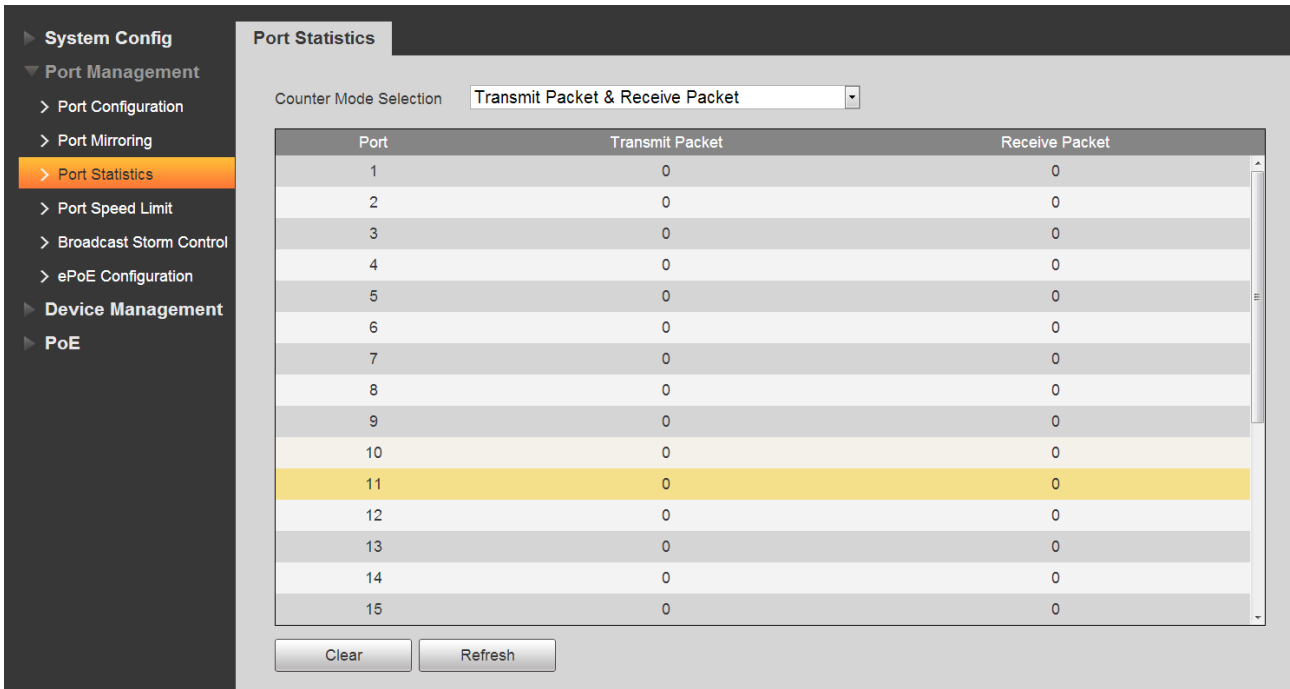 System Config
Port Management
Port Configuration
Port Mirroring
Port Statistics
Port Speed Limit
Broadcast Storm Control
ePoE Configuration
Device Management
PoE
Port Statistics
Counter Mode Selection Transmit Packet & Receive Packet
Port Transmit Packet Receive Packet
1 0 0
2 0 0
3 0 0
4 0 0
5 0 0
6 0 0
7 0 0
8 0 0
9 0 0
10 0 0
11 0 0
12 0 0
13 0 0
14 0 0
15 0 0
Clear Refresh